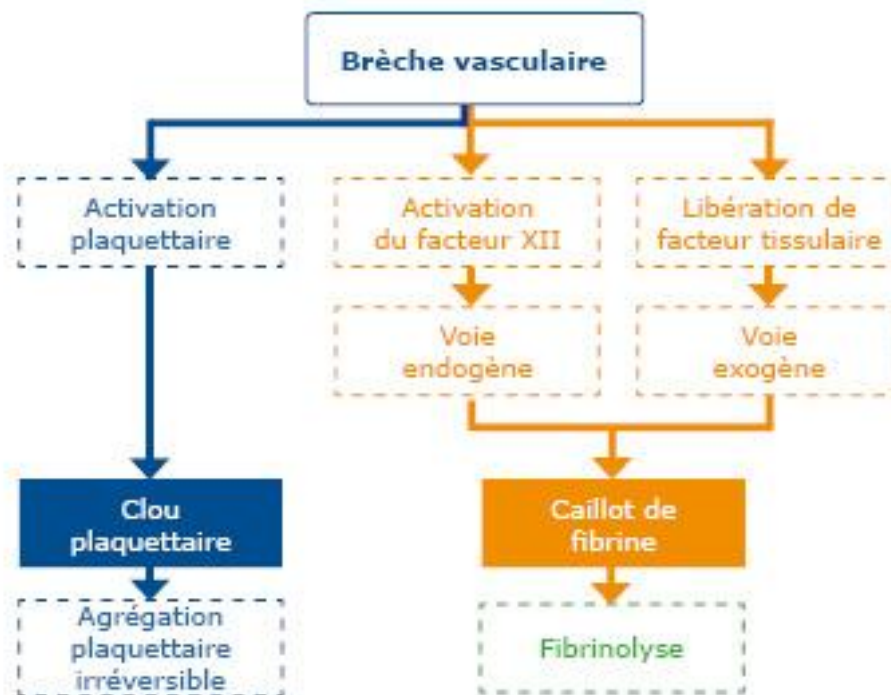 Brèche vasculaire
Activation
plaquettaire
Activation
du facteur XII
Libération de
facteur tissulaire
Voie
endogène
Voie
exogène
Clou
plaquettaire
Caillot de
fibrine
Agrégation
plaquettaire
irréversible
Fibrinolyse